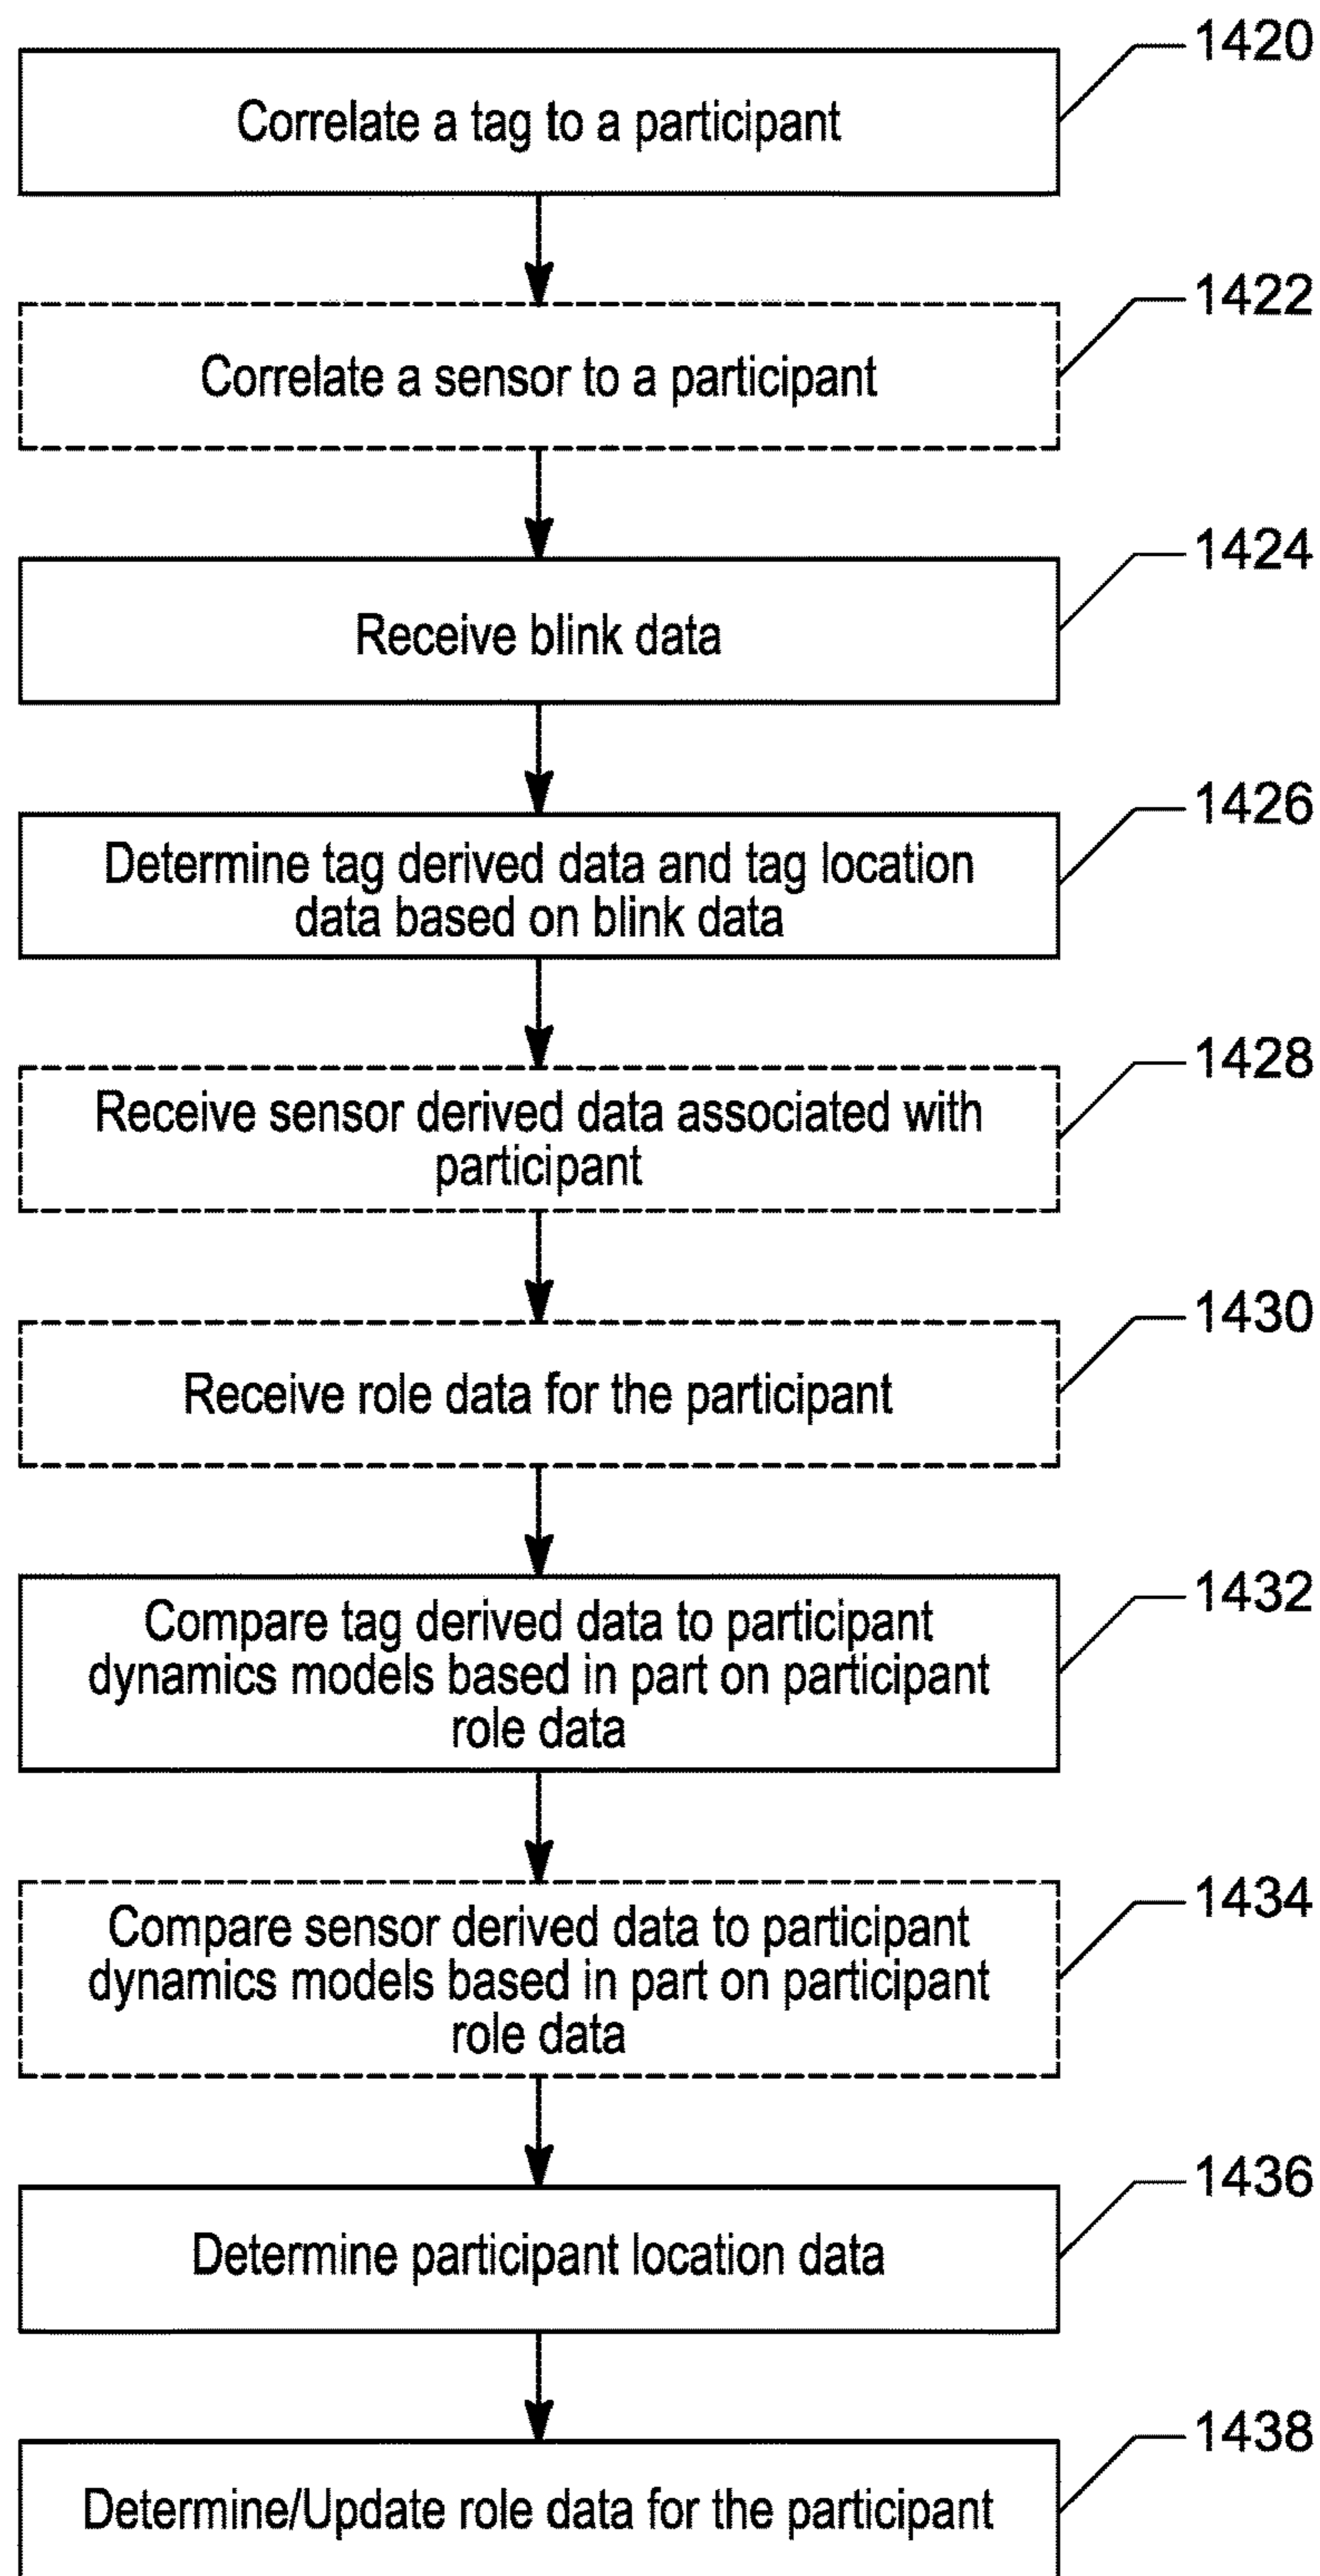 1420
Correlate a tag to a participant
1422
Correlate a sensor to a participant
1424
Receive blink data
1426
Determine tag derived data and tag location
data based on blink data
1428
Receive sensor derived data associated with
participant
1430
Receive role data for the participant
1432
Compare tag derived data to participant
dynamics models based in part on participant
role data
1434
Compare sensor derived data to participant
dynamics models based in part on participant
role data
1436
Determine participant location data
1438
Determine/Update role data for the participant